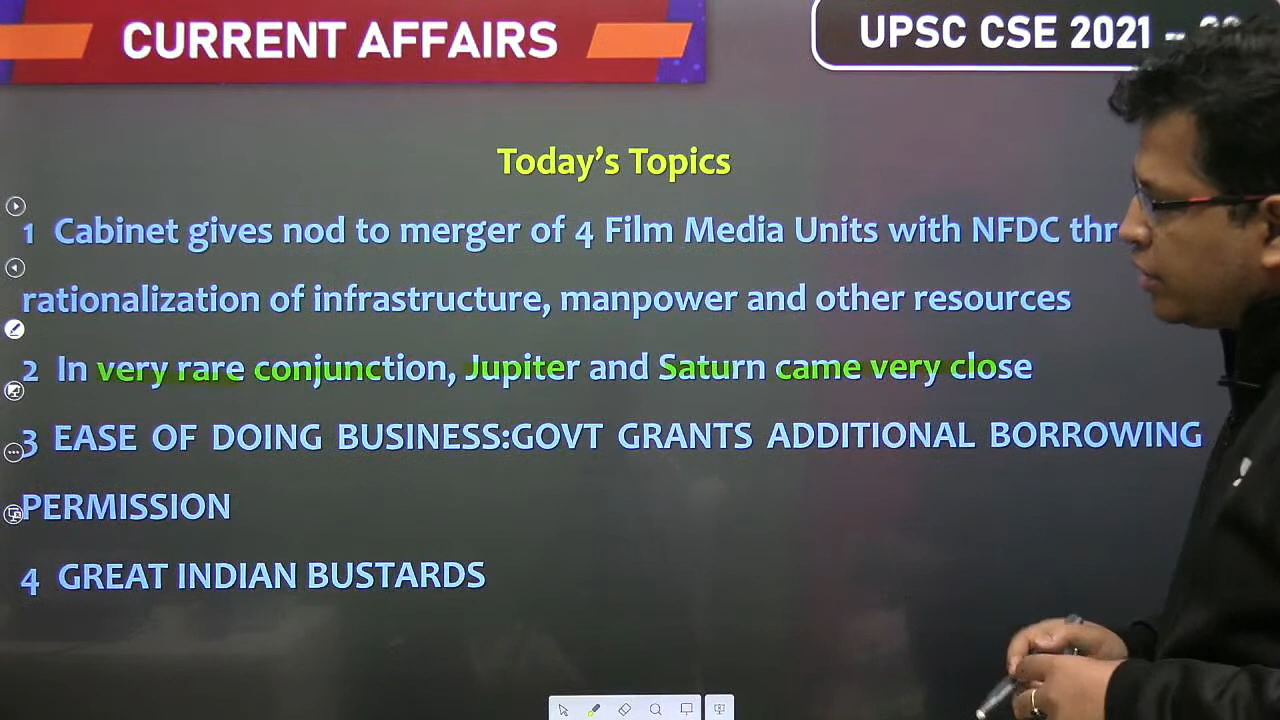 CURRENT AFFAIRS
UPSC CSE 2021 --
Today's Topics
1 Cabinet gives nod to merger of 4 Film Media Units with NFDC
rationalization of infrastructure, manpower and other resources
2 In very rare conjunction, Jupiter and Saturn came very close
3 EASE OF DOING BUSINESS:GOVT GRANTS ADDITIONAL BORROWING
PERMISSION
4 GREAT INDIAN BUSTARDS